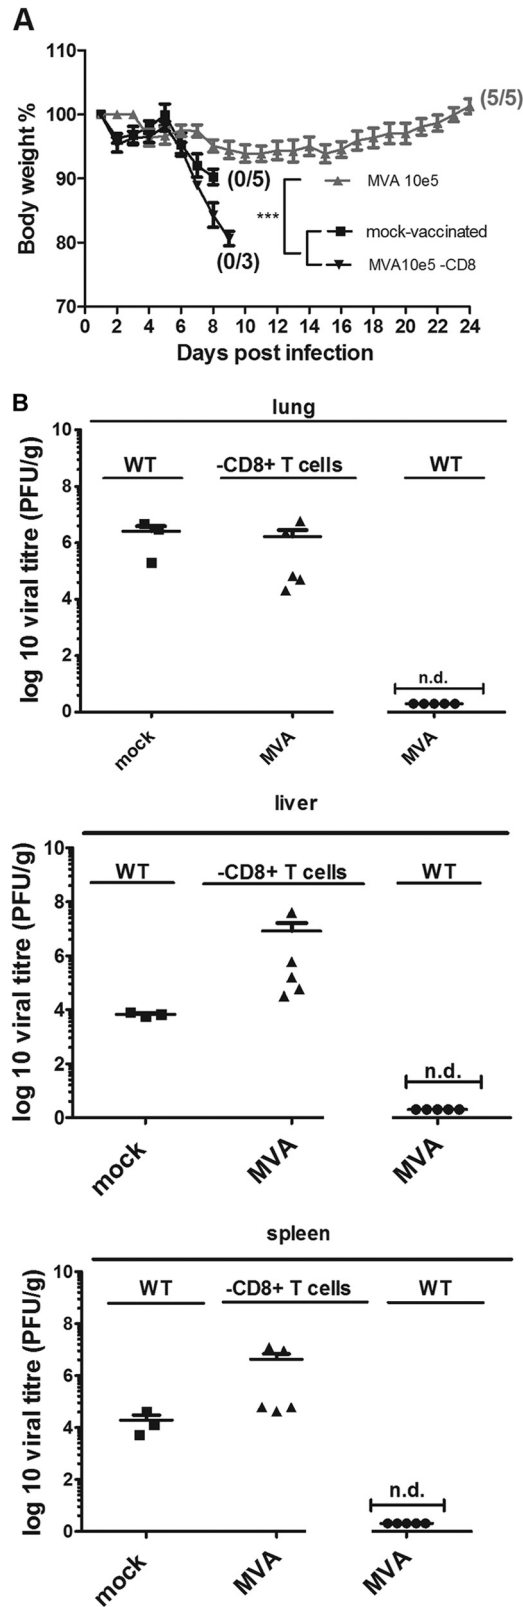 A
Body weight %
110
100
90
80
70
(5/5)
(0/5)
(0/3)
***
MVA 10e5
mock-vaccinated
MVA10e5 -CD8
0 2 4 6 8 10 12 14 16 18 20 22 24
Days post infection
B
lung
log 10 viral titre (PFU/g)
10
8
6
4
2
0
WT -CD8+ T cells WT
n.d.
mock MVA MVA
liver
log 10 viral titre (PFU/g)
10
8
6
4
2
0
WT -CD8+ T cells WT
n.d.
mock MVA MVA
spleen
log 10 viral titre (PFU/g)
10
8
6
4
2
0
WT -CD8+ T cells WT
n.d.
mock MVA MVA